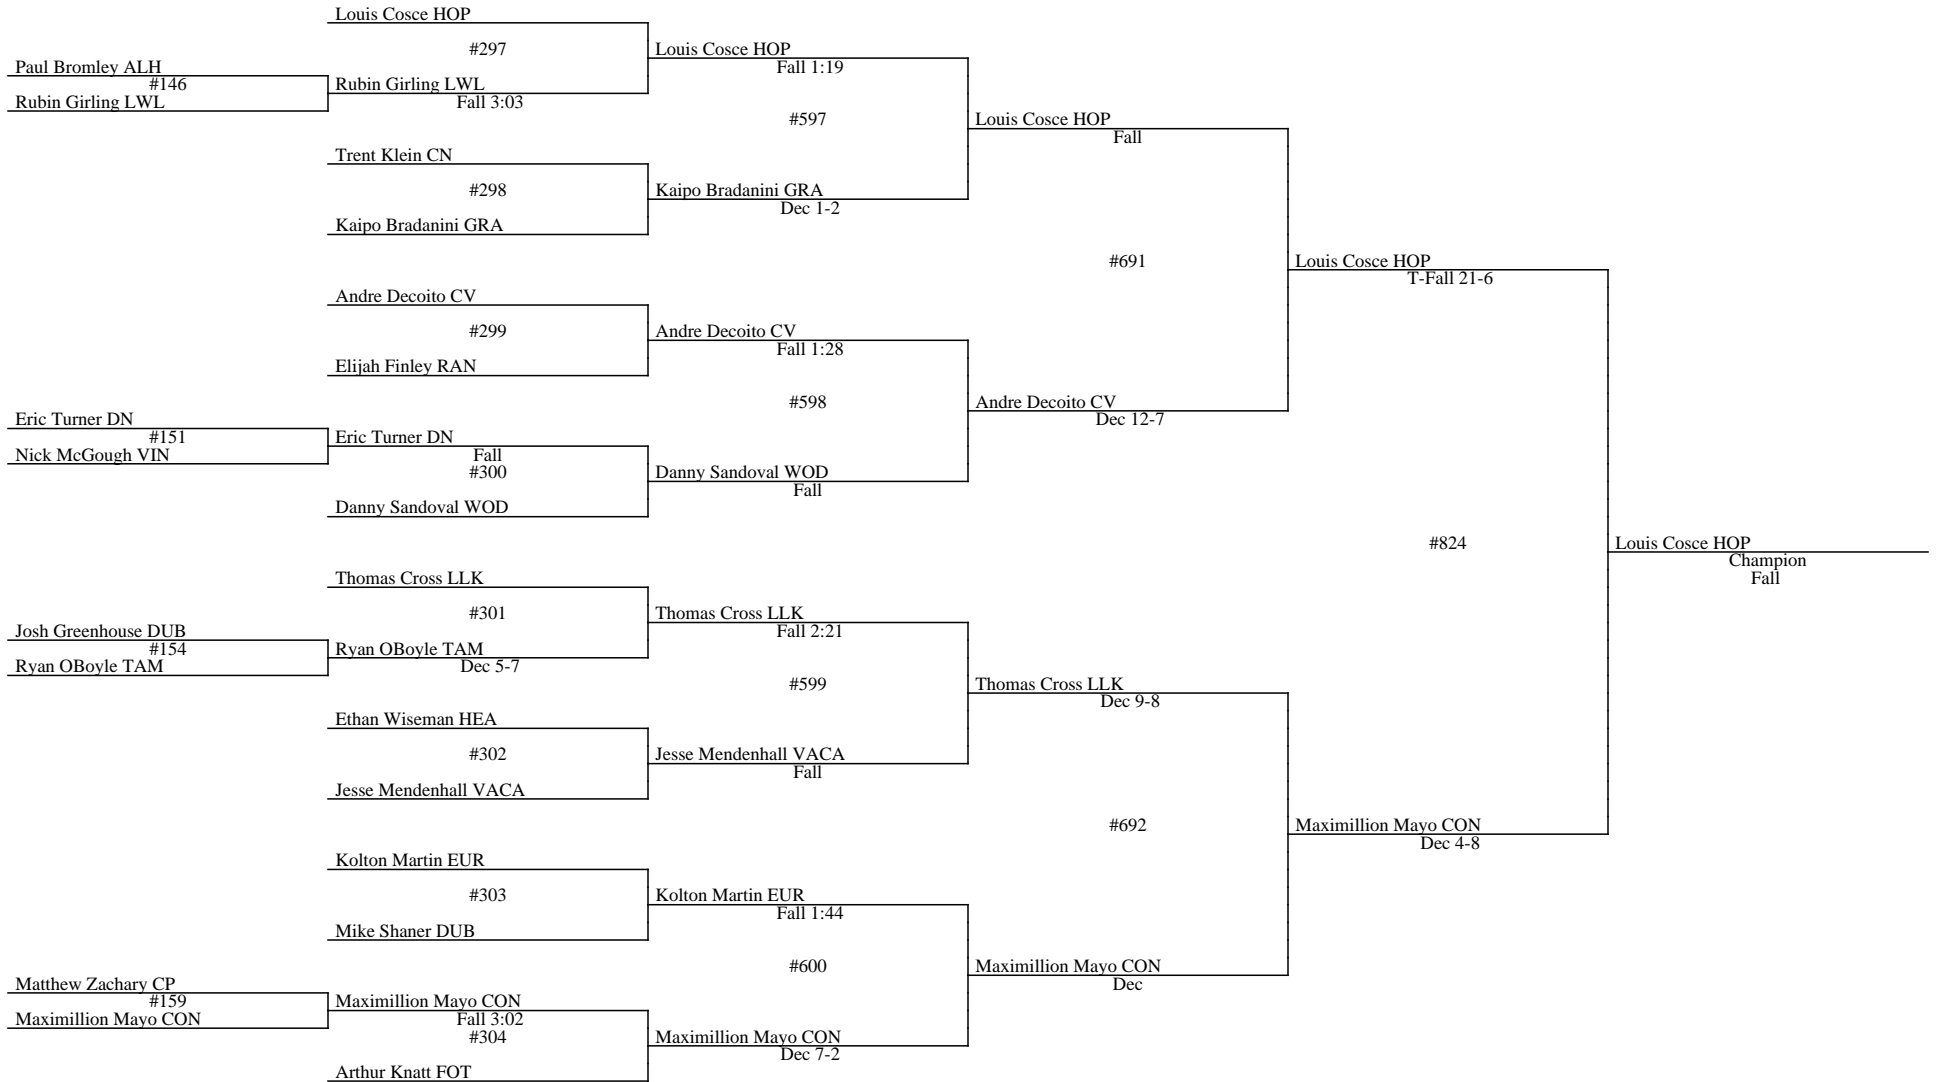 Louis Cosce HOP
#297
Louis Cosce HOP
Fall 1:19
Paul Bromley ALH
#146
Rubin Girling LWL
Rubin Girling LWL
Fall 3:03
#597
Louis Cosce HOP
Fall
Trent Klein CN
#298
Kaipo Bradanini GRA
Dec 1-2
Kaipo Bradanini GRA
#691
Louis Cosce HOP
T-Fall 21-6
Andre Decoito CV
#299
Andre Decoito CV
Fall 1:28
Elijah Finley RAN
#598
Andre Decoito CV
Dec 12-7
Eric Turner DN
#151
Nick McGough VIN
Eric Turner DN
Fall
#300
Danny Sandoval WOD
Fall
Danny Sandoval WOD
#824
Louis Cosce HOP
Champion
Fall
Thomas Cross LLK
#301
Thomas Cross LLK
Fall 2:21
Josh Greenhouse DUB
#154
Ryan OBoyle TAM
Ryan OBoyle TAM
Dec 5-7
#599
Thomas Cross LLK
Dec 9-8
Ethan Wiseman HEA
#302
Jesse Mendenhall VACA
Fall
Jesse Mendenhall VACA
#692
Maximillion Mayo CON
Dec 4-8
Kolton Martin EUR
#303
Kolton Martin EUR
Fall 1:44
Mike Shaner DUB
#600
Maximillion Mayo CON
Dec
Matthew Zachary CP
#159
Maximillion Mayo CON
Maximillion Mayo CON
Fall 3:02
#304
Maximillion Mayo CON
Dec 7-2
Arthur Knatt FOT